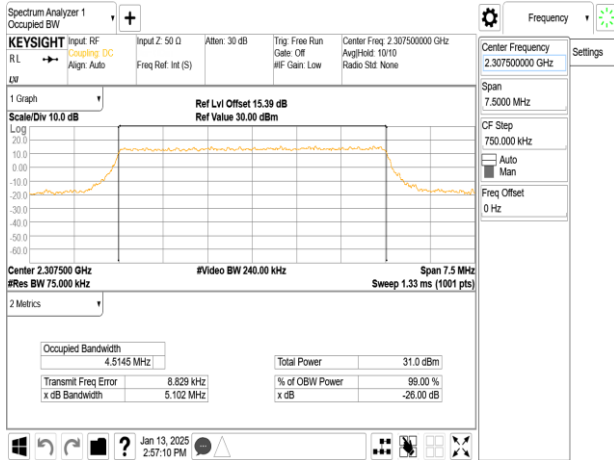 Spectrum Analyzer 1
Occupied BW
+
Frequency
KEYSIGHT
RL
LXI
Input: RF
Coupling: DC
Align: Auto
Input Z: 50 Ω
Freq Ref: Int (S)
Atten: 30 dB
Trig: Free Run
Gate: Off
#IF Gain: Low
Center Freq: 2.307500000 GHz
Avg|Hold: 10/10
Radio Std: None
Center Frequency
2.307500000 GHz
Settings
Span
7.5000 MHz
CF Step
750.000 kHz
Auto
Man
Freq Offset
0 Hz
1 Graph
Scale/Div 10.0 dB
Ref Lvl Offset 15.39 dB
Ref Value 30.00 dBm
Log
20.0
10.0
0.00
-10.0
-20.0
-30.0
-40.0
-50.0
-60.0
Center 2.307500 GHz
#Video BW 240.00 kHz
Span 7.5 MHz
#Res BW 75.000 kHz
Sweep 1.33 ms (1001 pts)
2 Metrics
Occupied Bandwidth
4.5145 MHz
Total Power 31.0 dBm
Transmit Freq Error 8.829 kHz
% of OBW Power 99.00 %
x dB Bandwidth 5.102 MHz
x dB -26.00 dB
?
Jan 13, 2025
2:57:10 PM